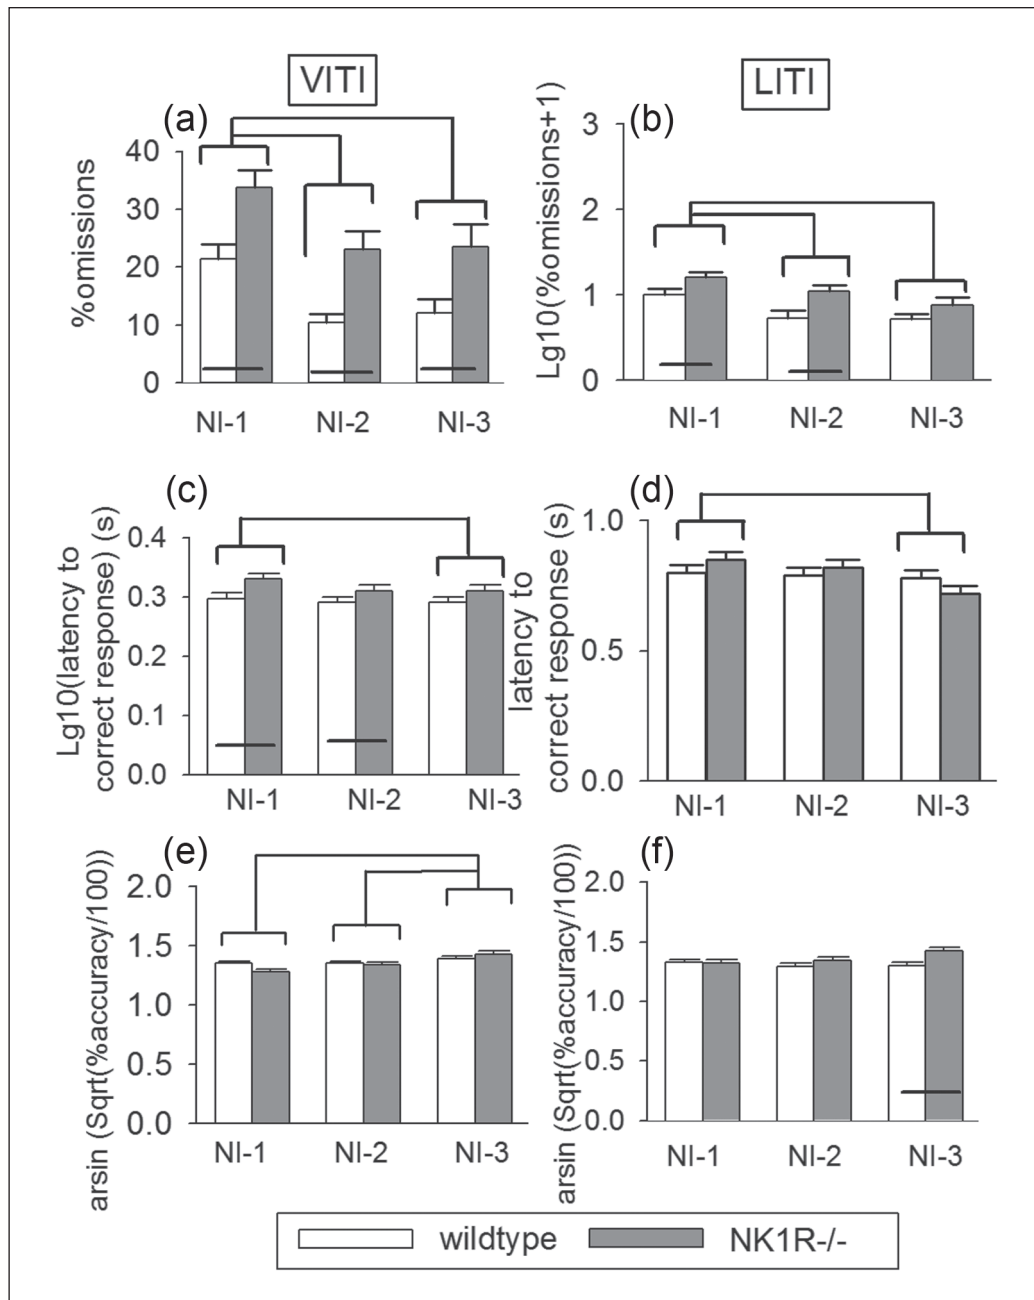 VITI
LITI
(a)
%omissions
40
30
20
10
0
NI-1
NI-2
NI-3
(b)
Lg10(%omissions+1)
3
2
1
0
NI-1
NI-2
NI-3
(c)
Lg10(latency to
correct response) (s)
0.4
0.3
0.2
0.1
0.0
NI-1
NI-2
NI-3
(d)
latency to
correct response (s)
1.0
0.5
0.0
NI-1
NI-2
NI-3
(e)
arsin (Sqrt(%accuracy/100))
2.0
1.5
1.0
0.5
0.0
NI-1
NI-2
NI-3
(f)
arsin (Sqrt(%accuracy/100))
2.0
1.5
1.0
0.5
0.0
NI-1
NI-2
NI-3
wildtype
NK1R-/-